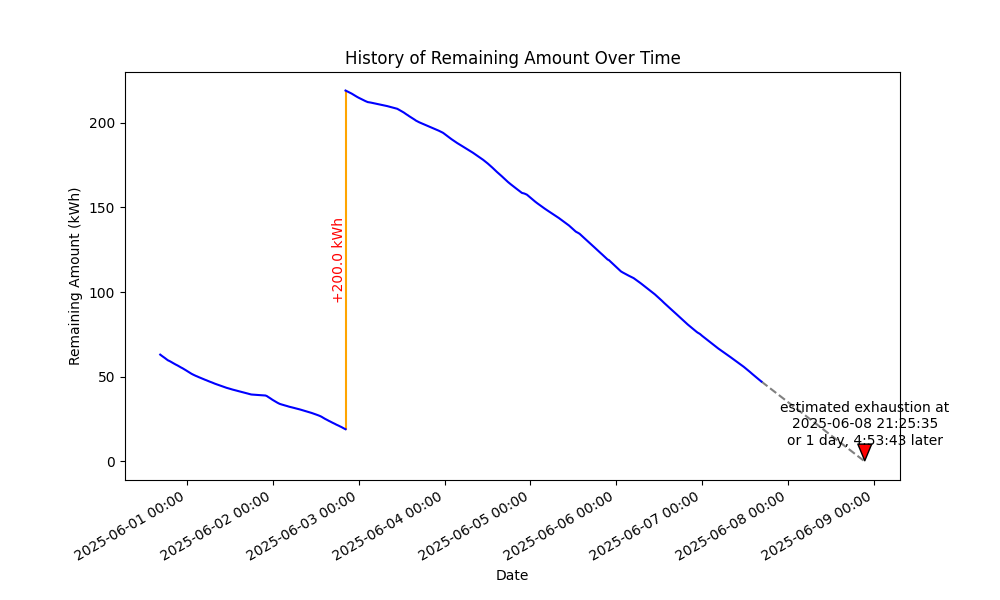 History of Remaining Amount Over Time
Remaining Amount (kWh)
200
150
100
50
0
+200.0 kWh
estimated exhaustion at
2025-06-08 21:25:35
or 1 day, 4:53:43 later
2025-06-01 00:00
2025-06-02 00:00
2025-06-03 00:00
2025-06-04 00:00
2025-06-05 00:00
2025-06-06 00:00
2025-06-07 00:00
2025-06-08 00:00
2025-06-09 00:00
Date